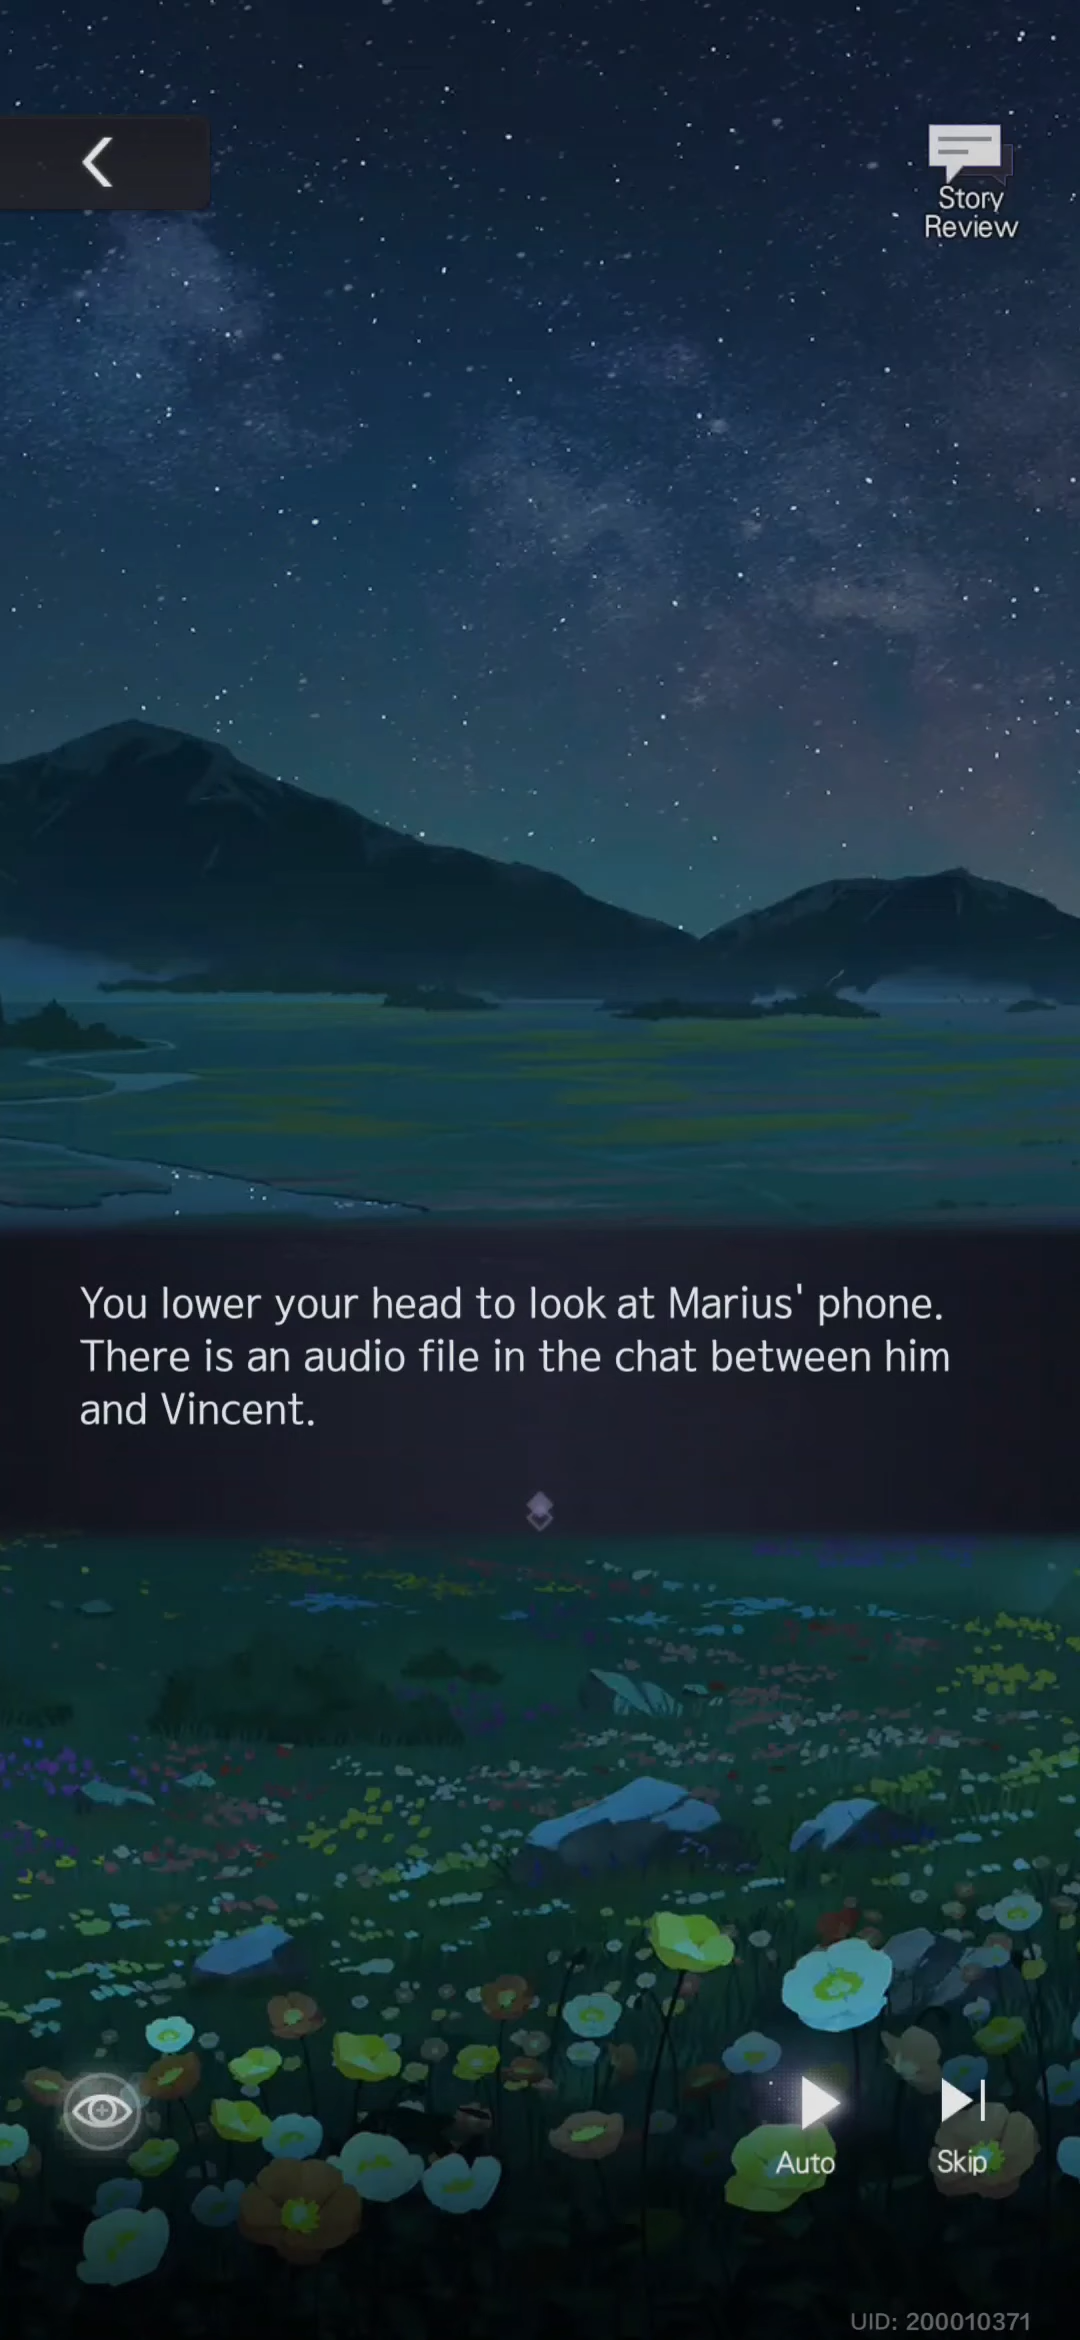 Story
Review
You lower your head to look at Marius' phone.
There is an audio file in the chat between him
and Vincent.
Auto
Skip
UID: 200010371